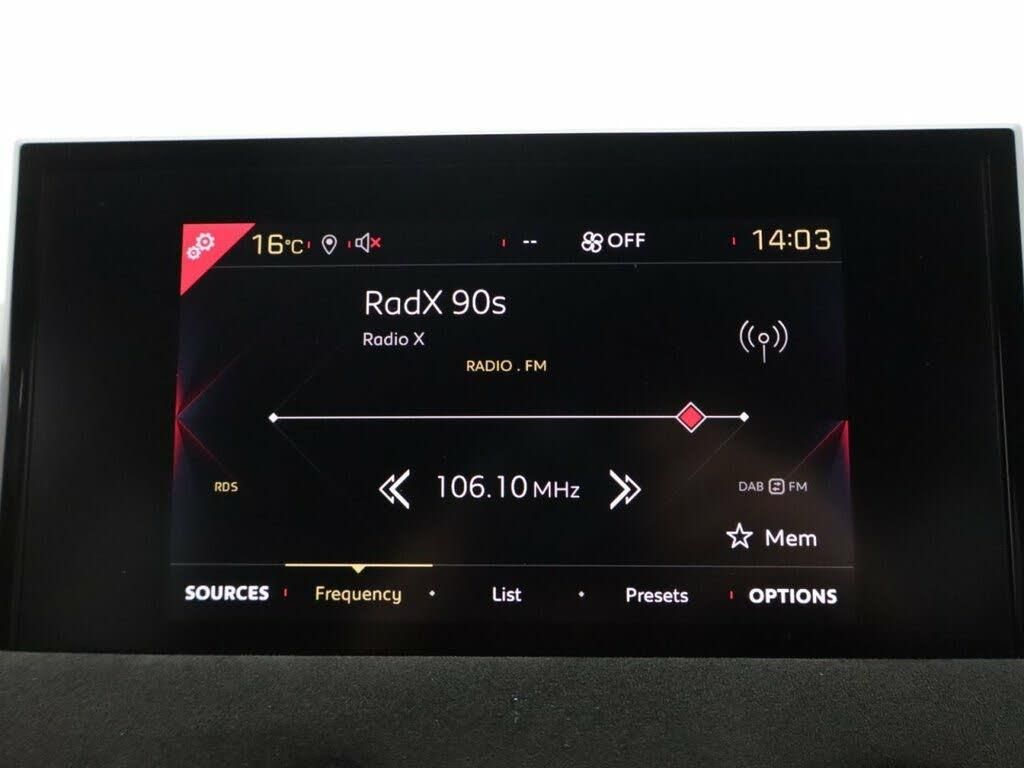 16°C -- OFF 14:03
RadX 90s
Radio X
RADIO . FM
RDS 106.10 MHz DAB FM
Mem
SOURCES Frequency List Presets OPTIONS